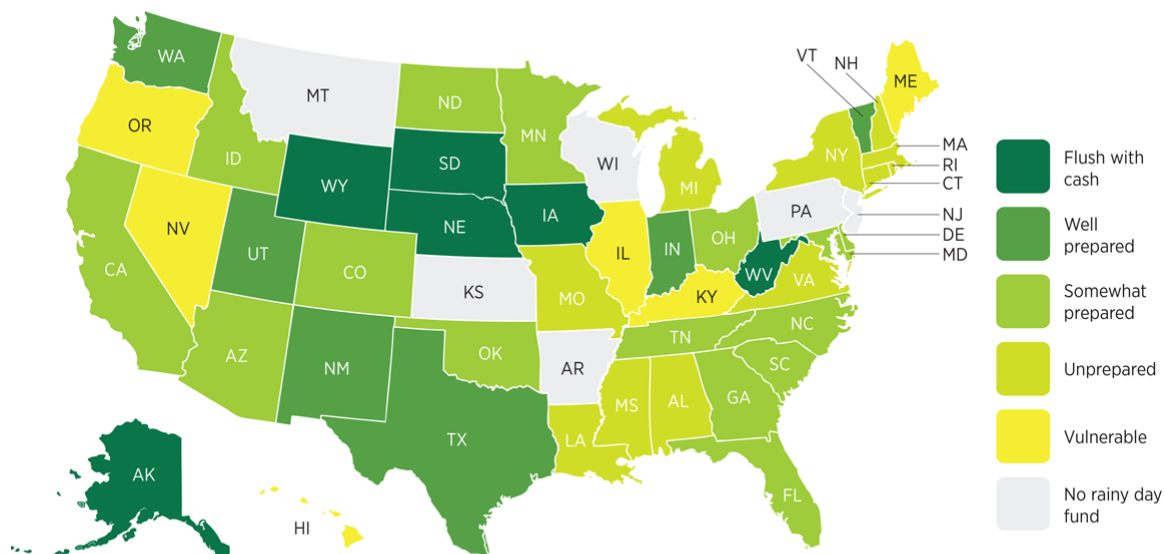 WA
MT
ND
MN
OR
ID
SD
WI
WY
MI
NY
VT
NH
ME
MA
RI
CT
NJ
DE
MD
NV
NE
IA
PA
UT
IL
IN
OH
CA
CO
KS
MO
WV
VA
KY
AZ
NM
OK
AR
TN
NC
SC
TX
LA
MS
AL
GA
FL
AK
HI
Flush with
cash
Well
prepared
Somewhat
prepared
Unprepared
Vulnerable
No rainy day
fund